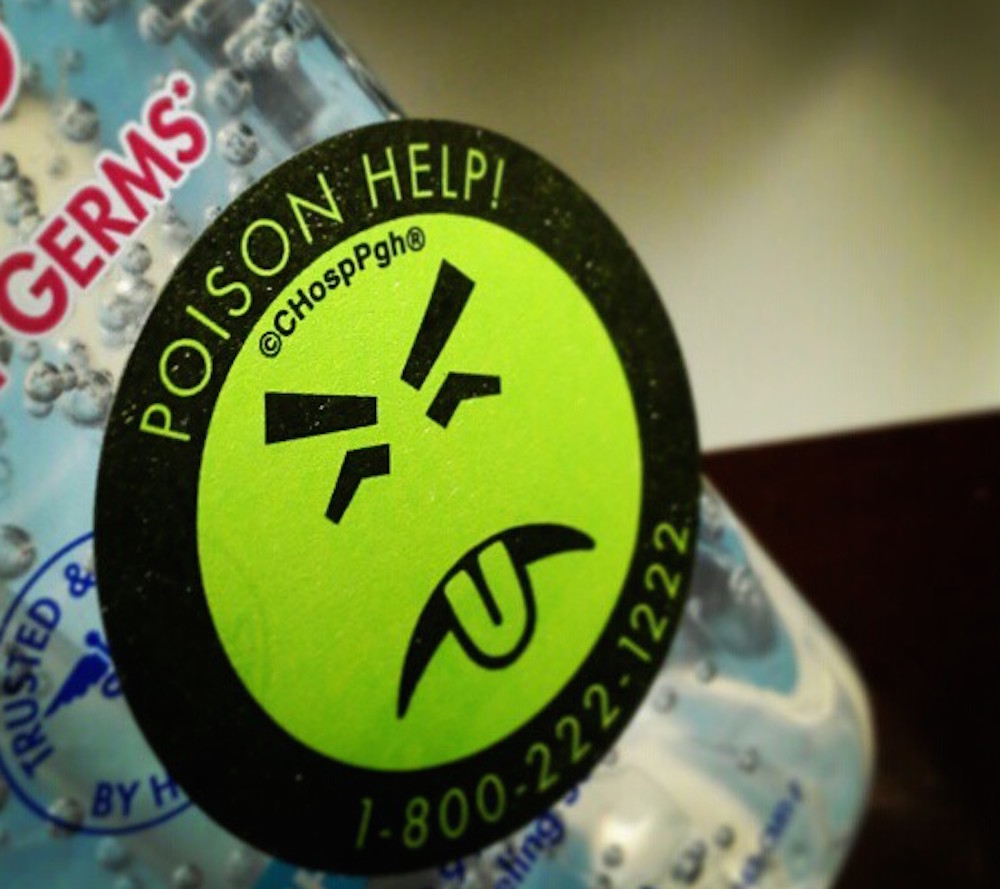 GERMS*
POISON HELP!
©CHospPgh®
TRUSTED &
BY H
1-800-222-1222